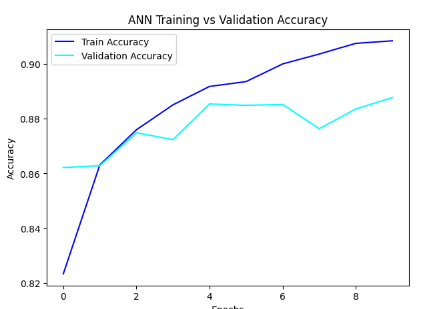 ANN Training vs Validation Accuracy
Train Accuracy
Validation Accuracy
0.90
0.88
0.86
0.84
0.82
Accuracy
0 2 4 6 8
Epochs